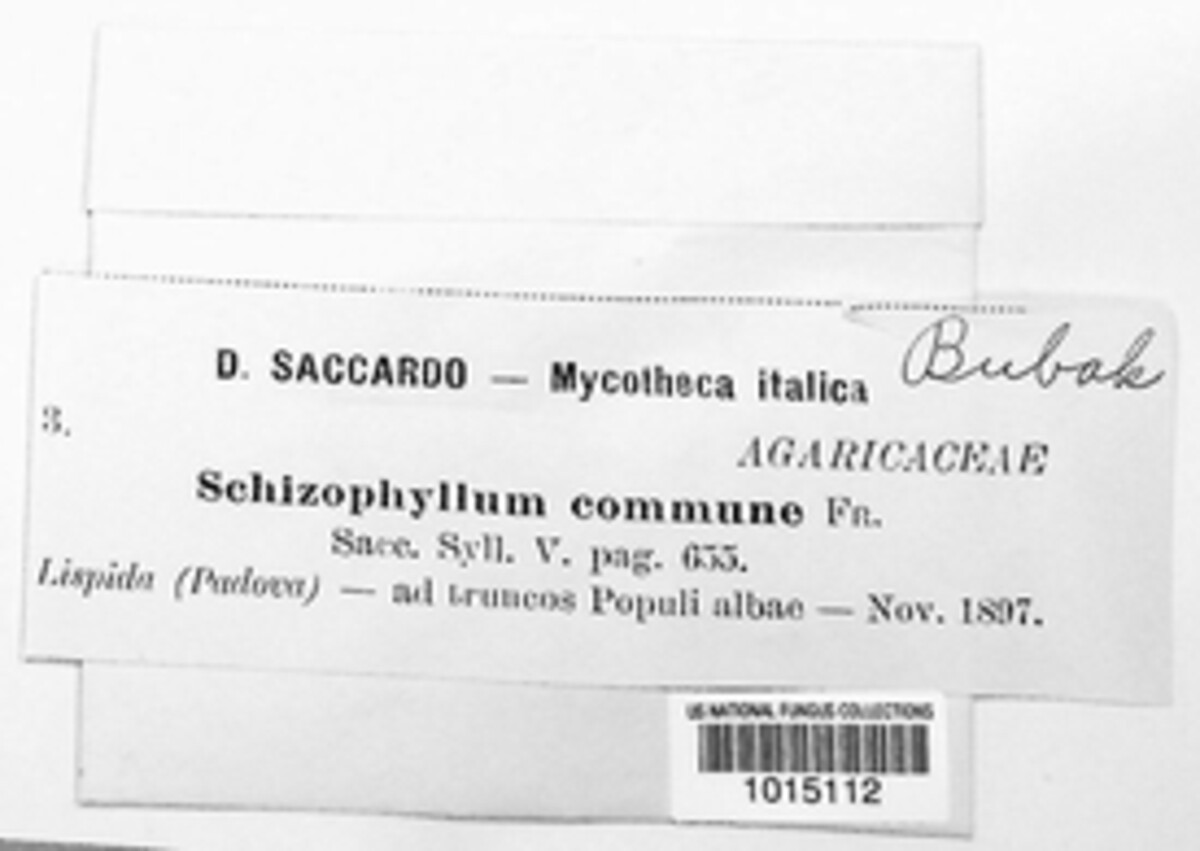 D. SACCARDO — Mycotheca italica
Bubak
3.
AGARICACEAE
Schizophyllum commune Fr.
Sacc. Syll. V. pag. 655.
Lispida (Padova) — ad truncos Populi albae — Nov. 1897.
US NATIONAL FUNGUS COLLECTIONS
1015112